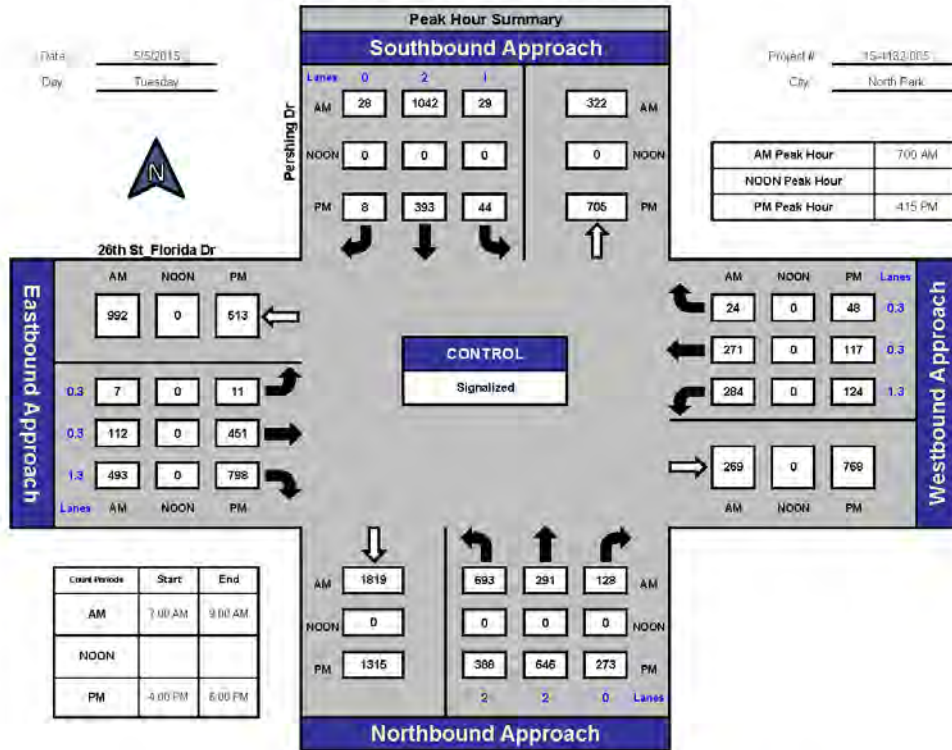 Peak Hour Summary
Southbound Approach
Date 5/5/2015
Day Tuesday
Project # 15-4132-005
City North Park
N
Pershing Dr
Lanes 0 2 1
AM 28 1042 29 322 AM
NOON 0 0 0 0 NOON
PM 8 393 44 705 PM
AM Peak Hour 700 AM
NOON Peak Hour
PM Peak Hour 415 PM
26th St_Florida Dr
Eastbound Approach
AM NOON PM
992 0 513
0.3 7 0 11
0.3 112 0 451
1.3 493 0 798
Lanes AM NOON PM
CONTROL
Signalized
Westbound Approach
AM NOON PM Lanes
24 0 48 0.3
271 0 117 0.3
284 0 124 1.3
269 0 768
AM NOON PM
Count Periods Start End
AM 7:00 AM 9:00 AM
NOON
PM 4:00 PM 6:00 PM
AM 1819 693 291 128 AM
NOON 0 0 0 0 NOON
PM 1315 388 646 273 PM
2 2 0 Lanes
Northbound Approach